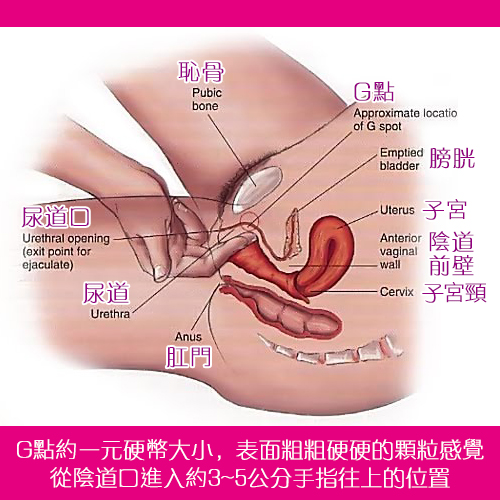 恥骨
Pubic
bone
G點
Approximate locatio
of G spot
Emptied
bladder
膀胱
尿道口
Urethral opening
(exit point for
ejaculate)
Uterus
子宮
Anterior
vaginal
wall
陰道
前壁
尿道
Urethra
Cervix
子宮頸
Anus
肛門
G點約一元硬幣大小，表面粗粗硬硬的顆粒感覺
從陰道口進入約3~5公分手指往上的位置